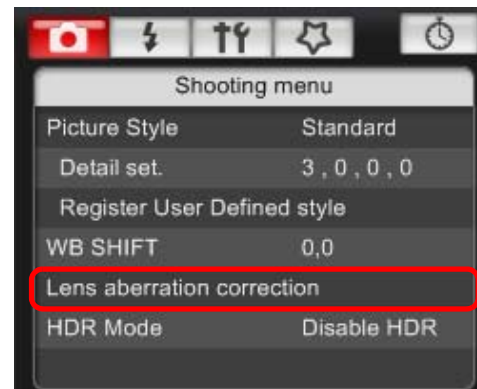 Shooting menu
Picture Style Standard
Detail set. 3 , 0 , 0 , 0
Register User Defined style
WB SHIFT 0,0
Lens aberration correction
HDR Mode Disable HDR